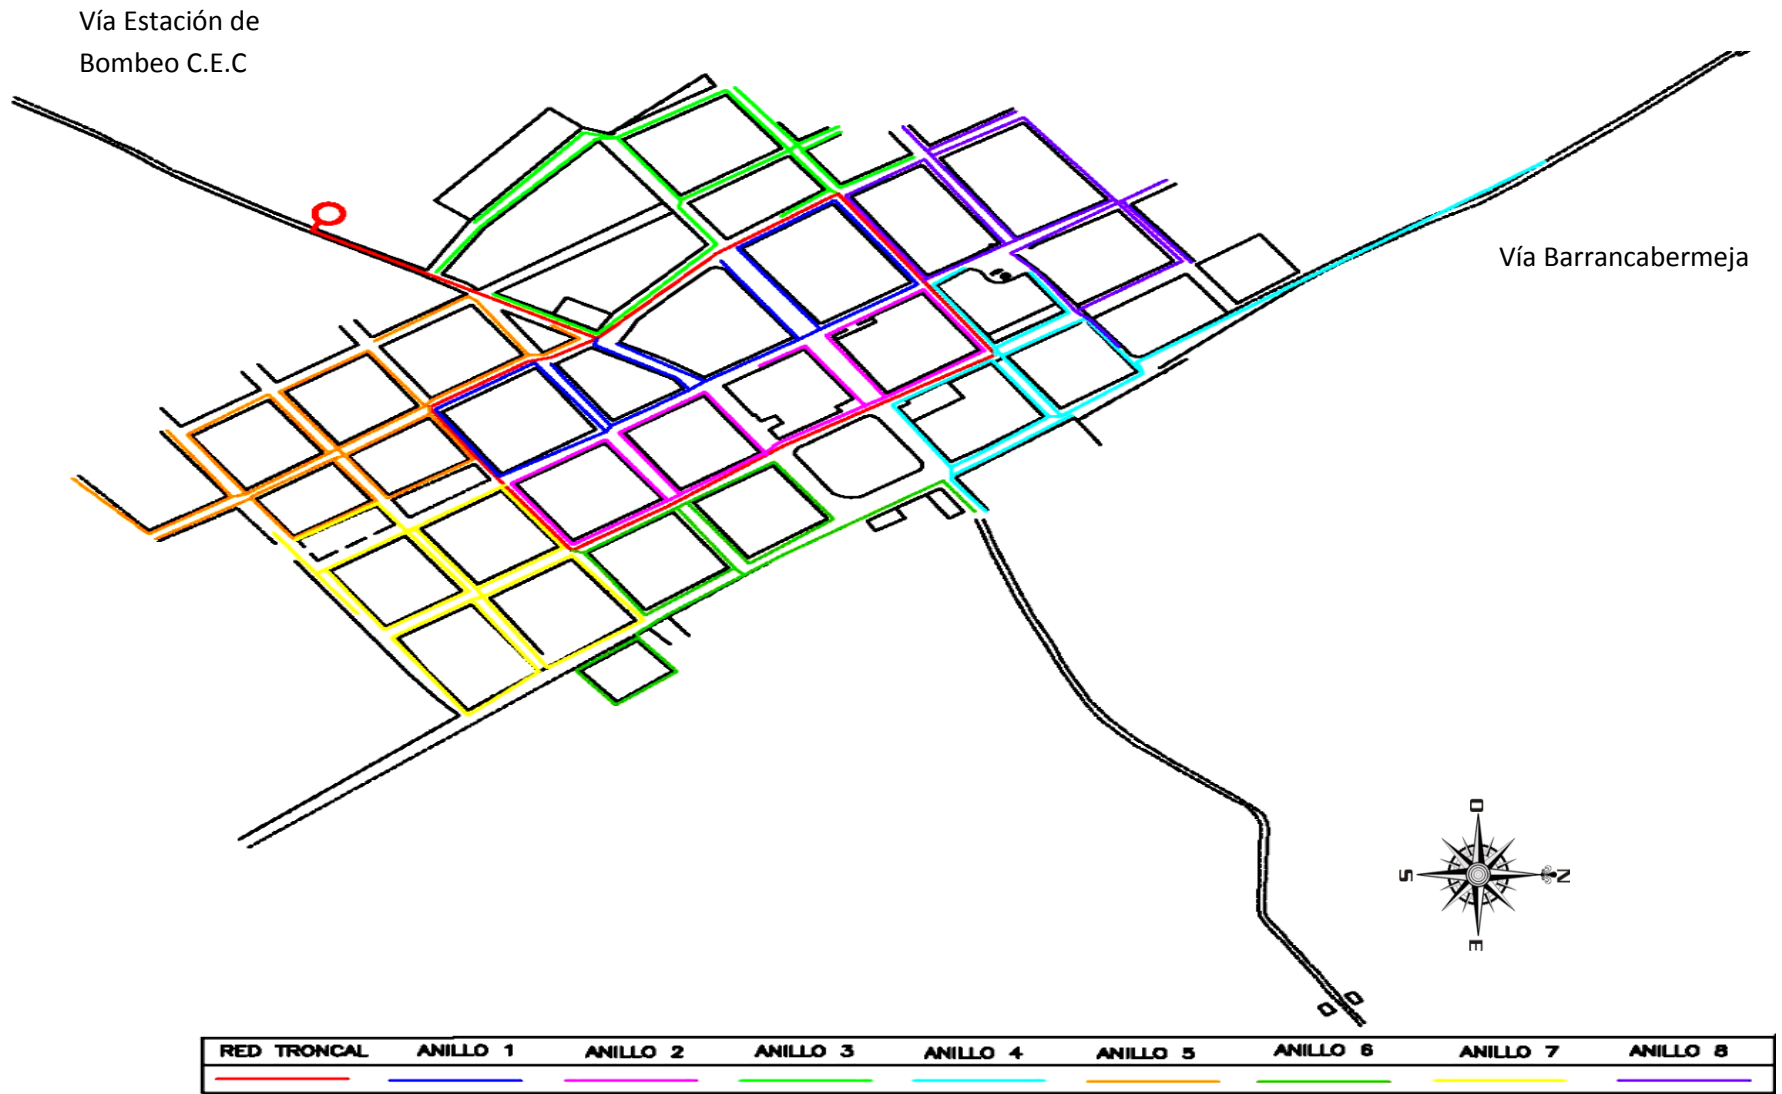 Vía Estación de
Bombeo C.E.C
Vía Barrancabermeja
O
S N
E
RED TRONCAL ANILLO 1 ANILLO 2 ANILLO 3 ANILLO 4 ANILLO 5 ANILLO 6 ANILLO 7 ANILLO 8